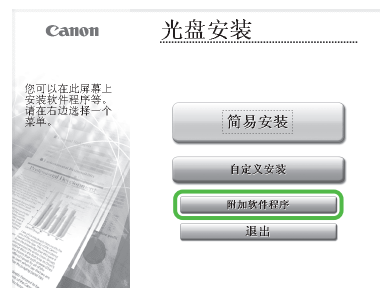 Canon
光盘安装
您可以在此屏幕上
安装软件程序等。
请在右边选择一个
菜单。
简易安装
自定义安装
附加软件程序
退出